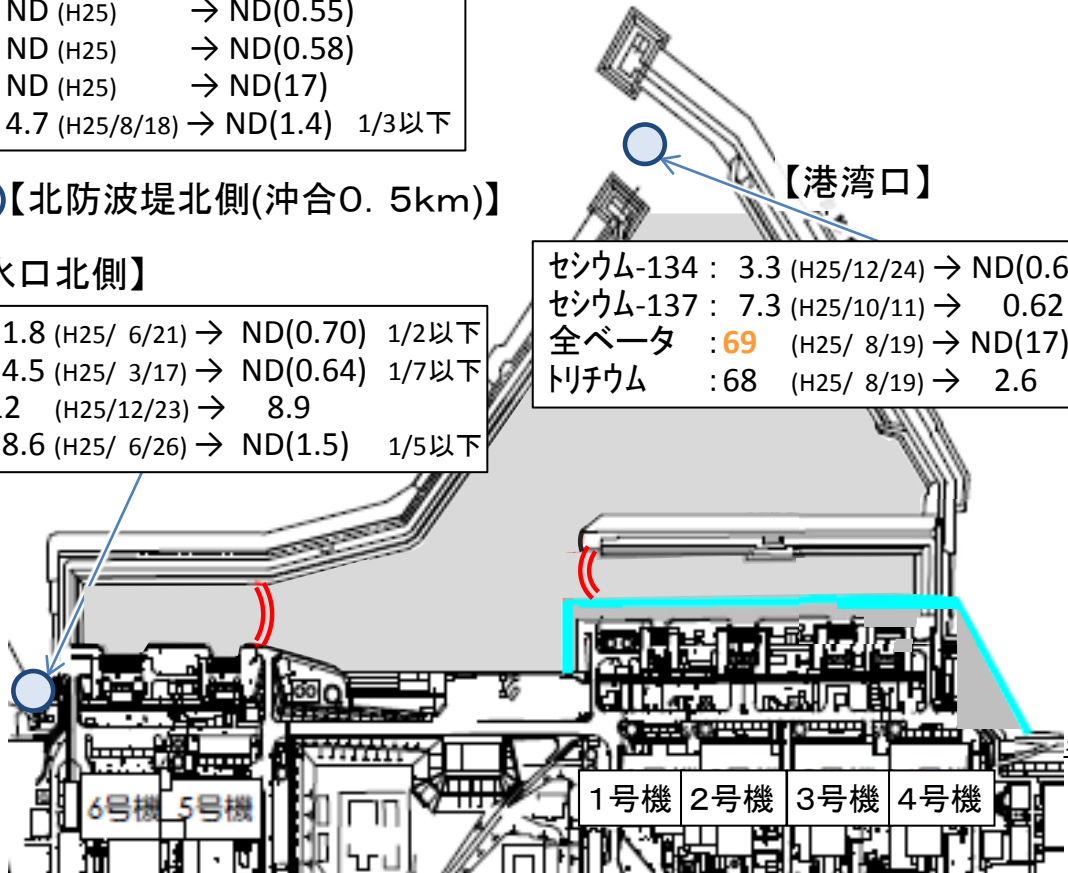 ND (H25) → ND(0.55)
ND (H25) → ND(0.58)
ND (H25) → ND(17)
4.7 (H25/8/18) → ND(1.4) 1/3以下
【北防波堤北側(沖合0．5km)】
【港湾口】
水口北側】
セシウム-134 : 3.3 (H25/12/24) → ND(0.6
セシウム-137 : 7.3 (H25/10/11) → 0.62
全ベータ : 69 (H25/ 8/19) → ND(17)
トリチウム : 68 (H25/ 8/19) → 2.6
1.8 (H25/ 6/21) → ND(0.70) 1/2以下
4.5 (H25/ 3/17) → ND(0.64) 1/7以下
2 (H25/12/23) → 8.9
8.6 (H25/ 6/26) → ND(1.5) 1/5以下
6号機 5号機
1号機 2号機 3号機 4号機